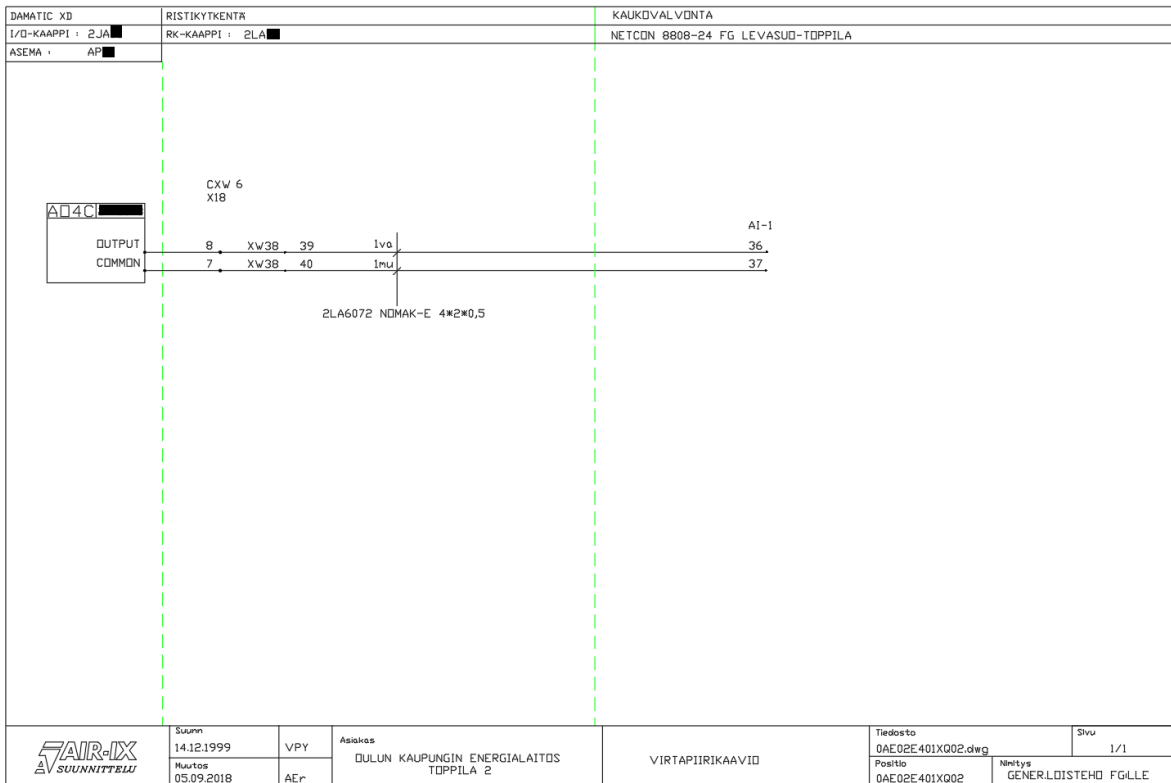 DAMATIC XD
RISTIKYTKENTÄ
KAUKOVALVONTA
I/O-KAAPPI : 2JA
RK-KAAPPI : 2LA
NETCON 8808-24 FG LEVASUO-TOPPILA
ASEMA : AP
CXW 6
X18
AO4C
AI-1
OUTPUT 8 XW38 39 1va 36
COMMON 7 XW38 40 1mu 37
2LA6072 NOMAK-E 4*2*0,5
AIR-IX
SUUNNITTELU
Suunn
14.12.1999 VPY
Muutos
05.09.2018 AEr
Asiakas
OULUN KAUPUNGIN ENERGIALAITOS
TOPPILA 2
VIRTAPIIRIKAAVIO
Tiedosto
0AE02E401XQ02.dwg
Sivu
1/1
Positio
0AE02E401XQ02
Nimitys
GENER.LOISTEHO FG:LLE